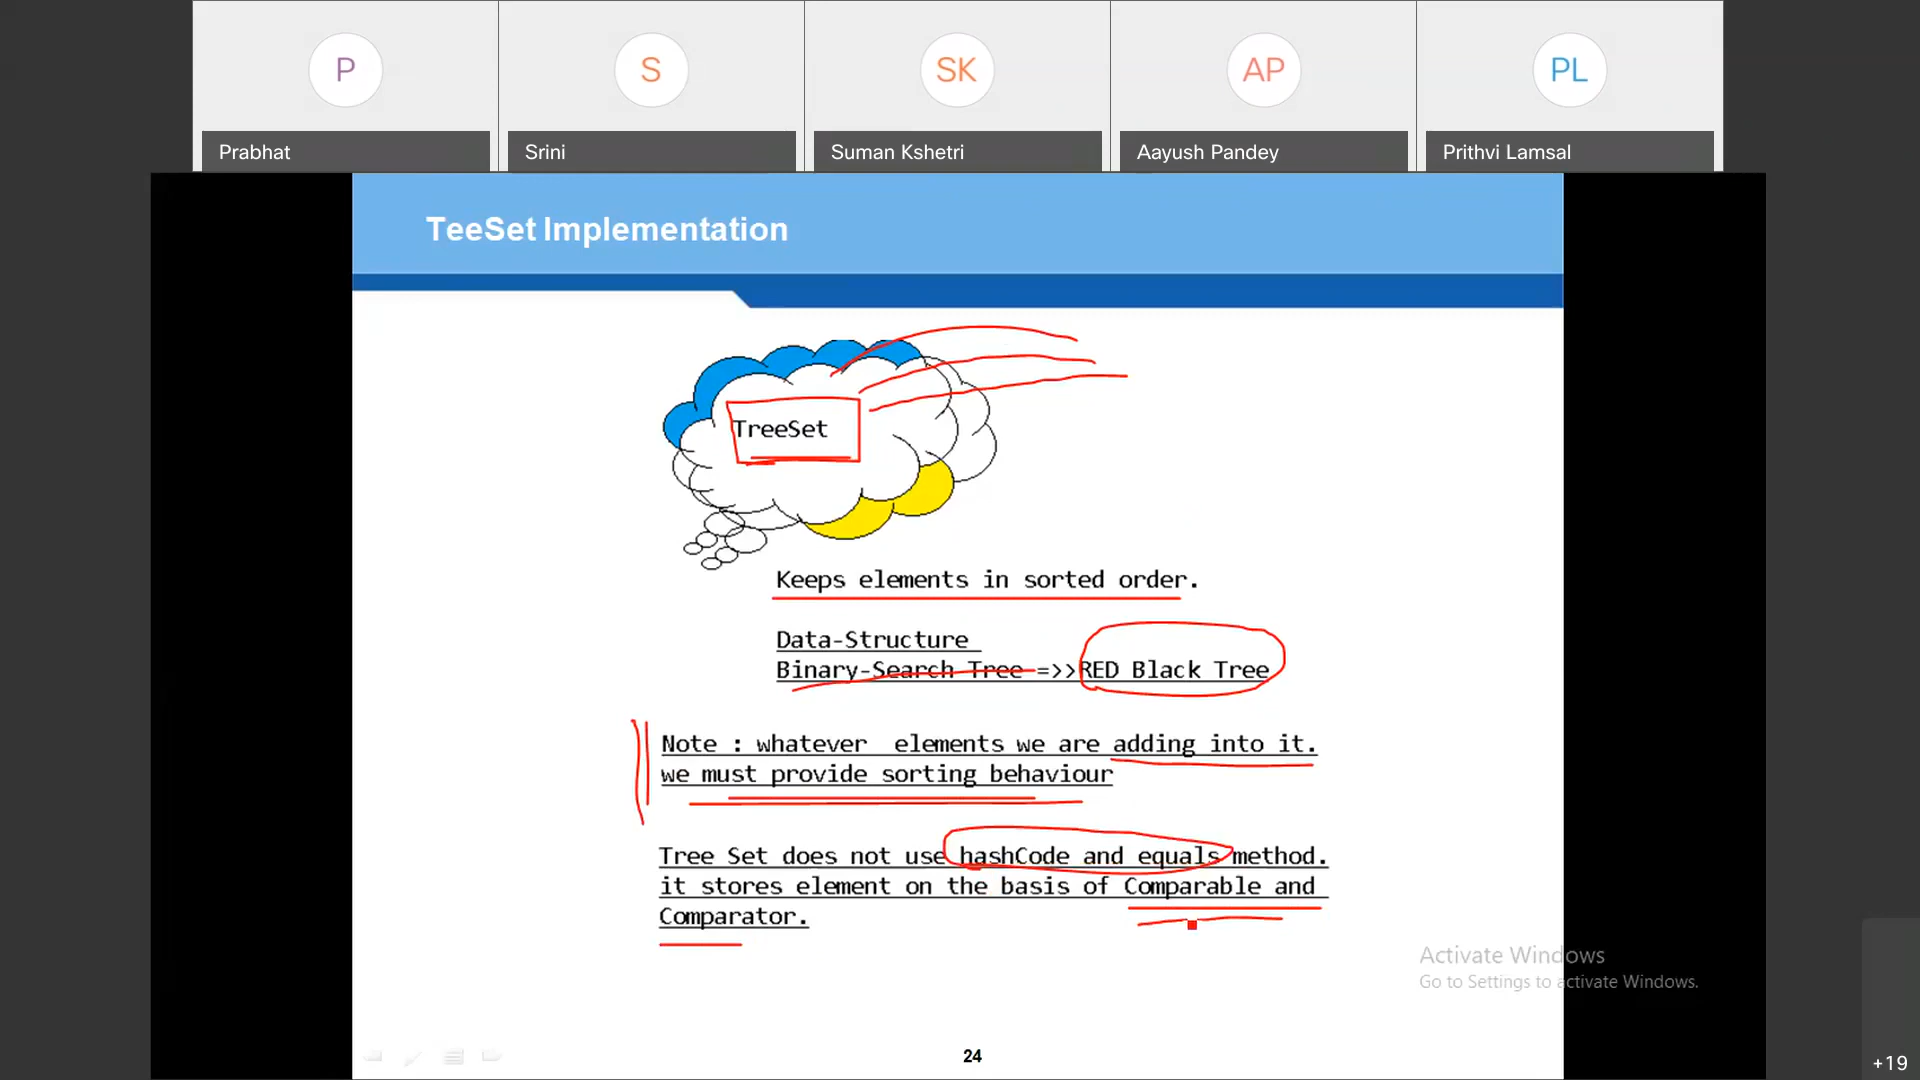 P
S
SK
AP
PL
Prabhat
Srini
Suman Kshetri
Aayush Pandey
Prithvi Lamsal
TeeSet Implementation
TreeSet
Keeps elements in sorted order.
Data-Structure
Binary-Search Tree =>>RED Black Tree
Note : whatever elements we are adding into it.
we must provide sorting behaviour
Tree Set does not use hashCode and equals method.
it stores element on the basis of Comparable and
Comparator.
Activate Windows
Go to Settings to activate Windows.
24
+19